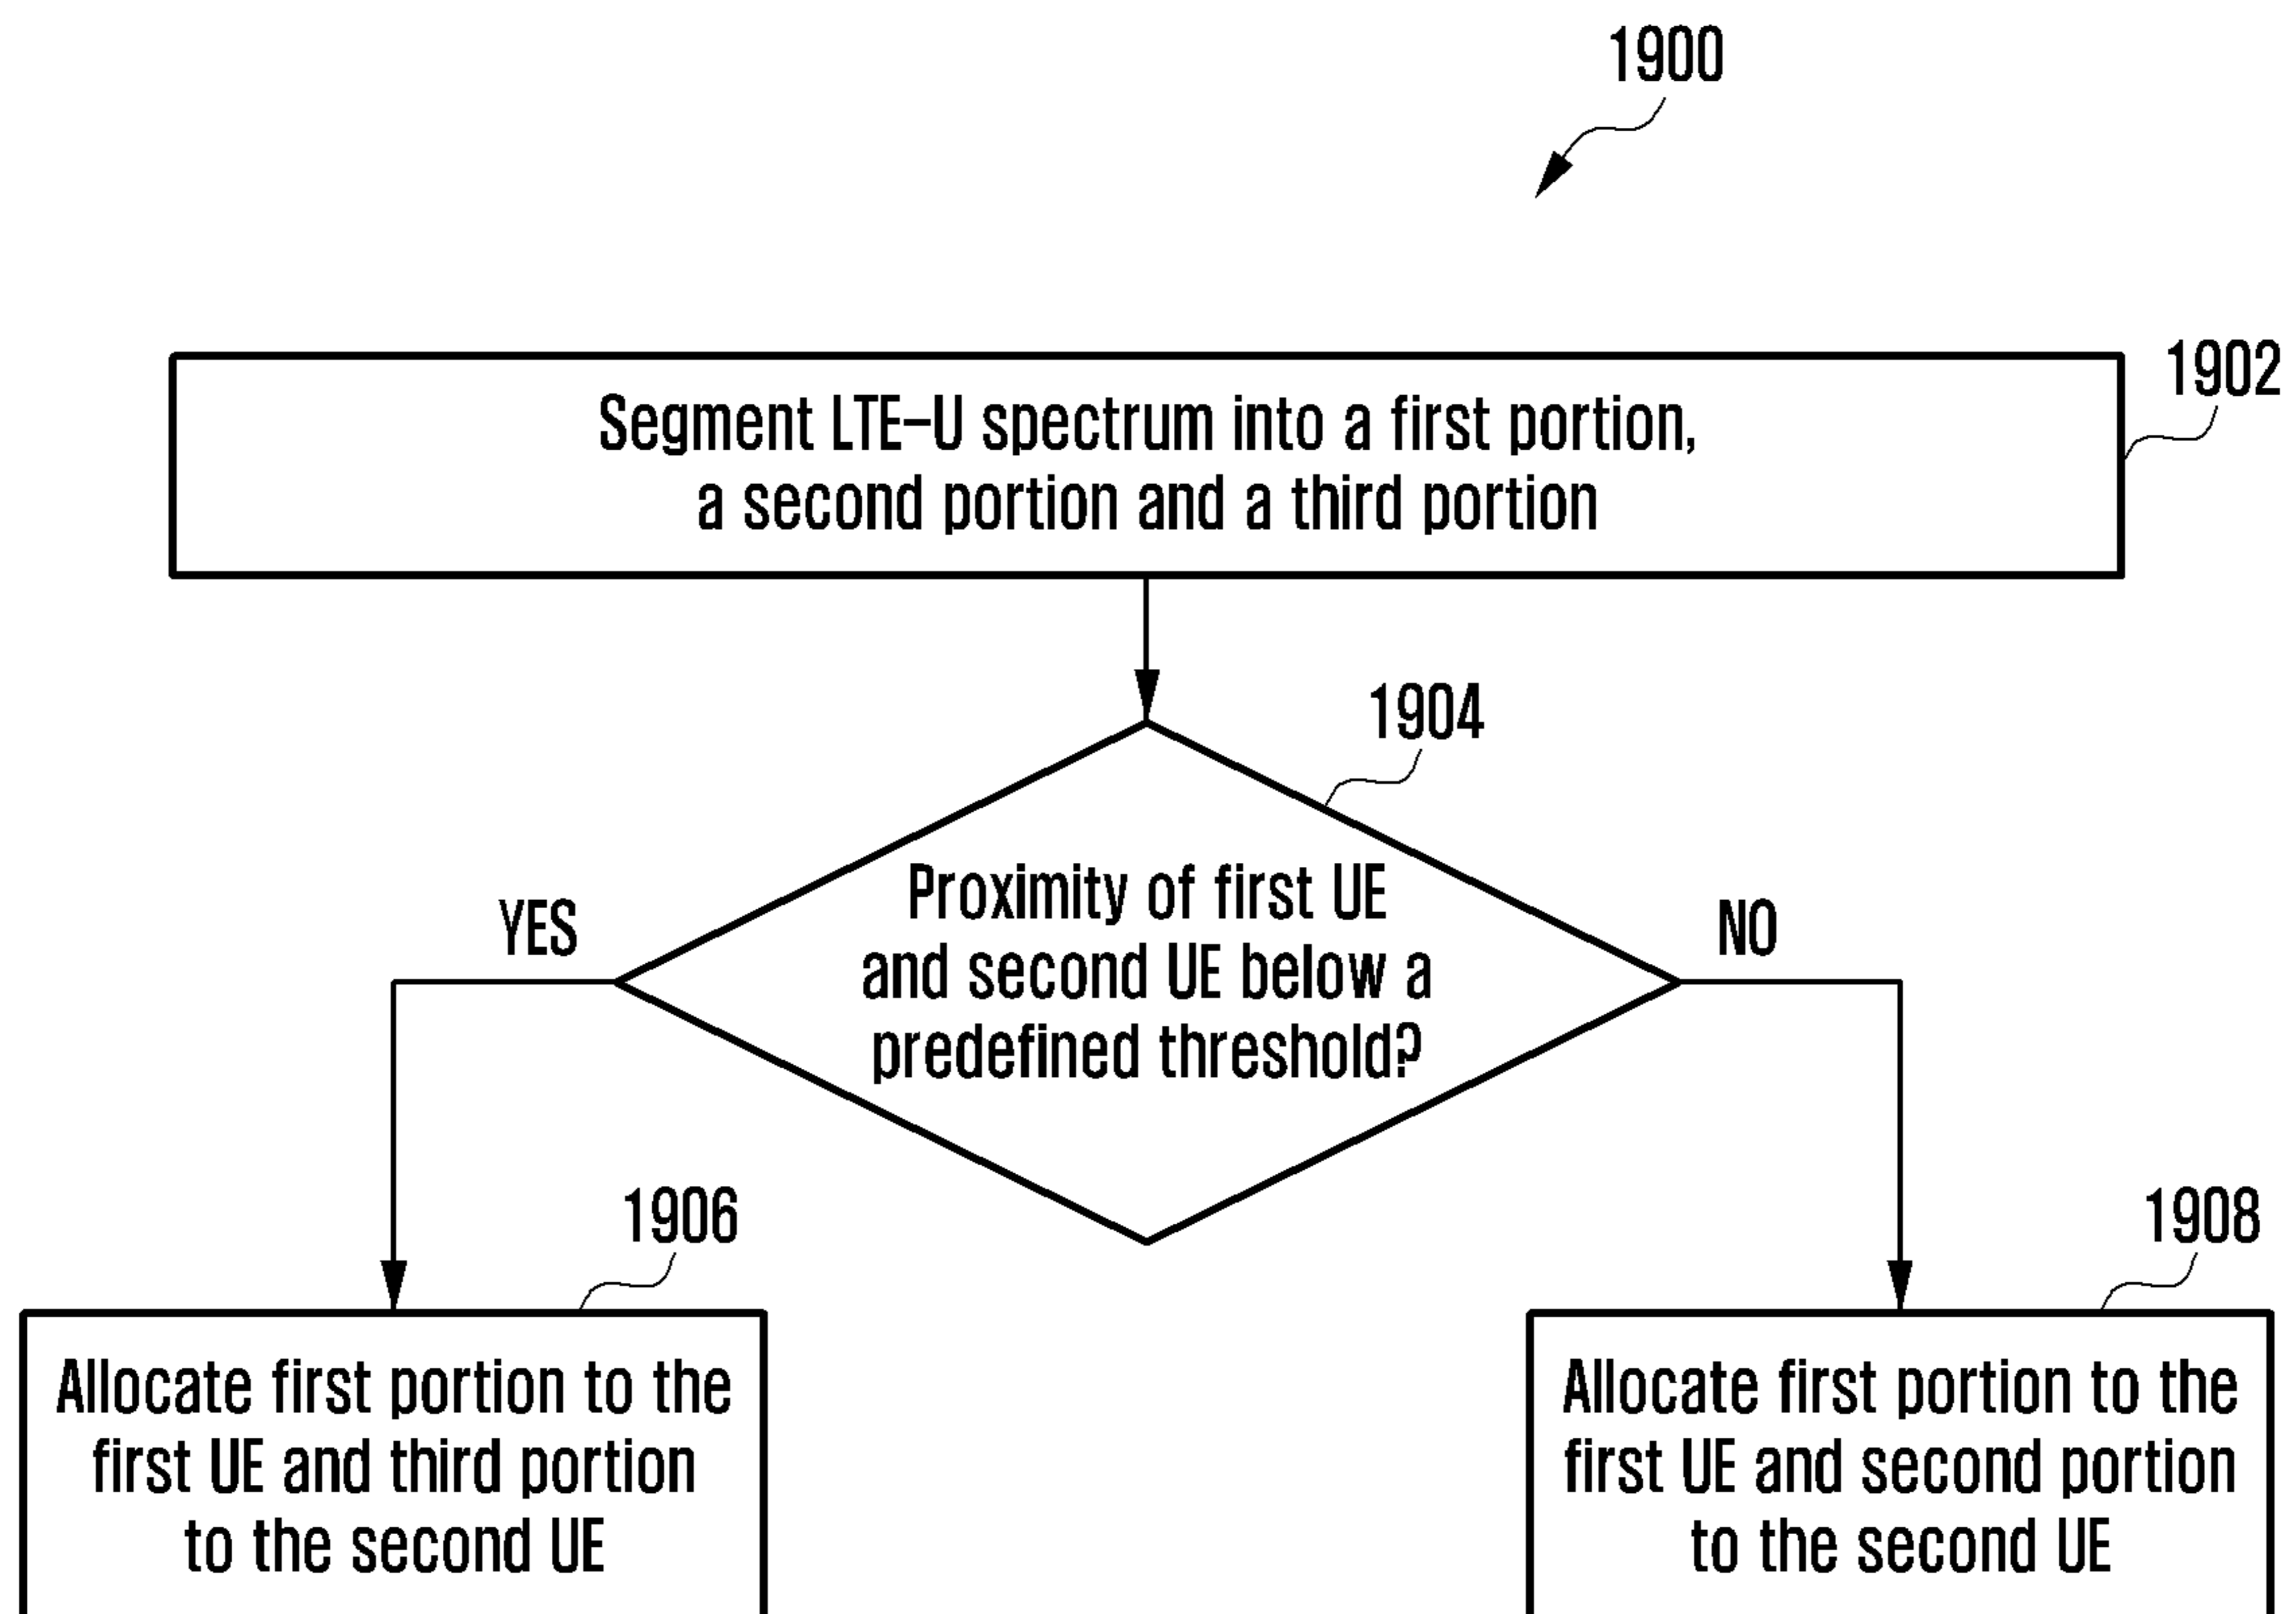 1900
1902
Segment LTE-U spectrum into a first portion,
a second portion and a third portion
1904
Proximity of first UE
and second UE below a
predefined threshold?
YES
NO
1906
Allocate first portion to the
first UE and third portion
to the second UE
1908
Allocate first portion to the
first UE and second portion
to the second UE